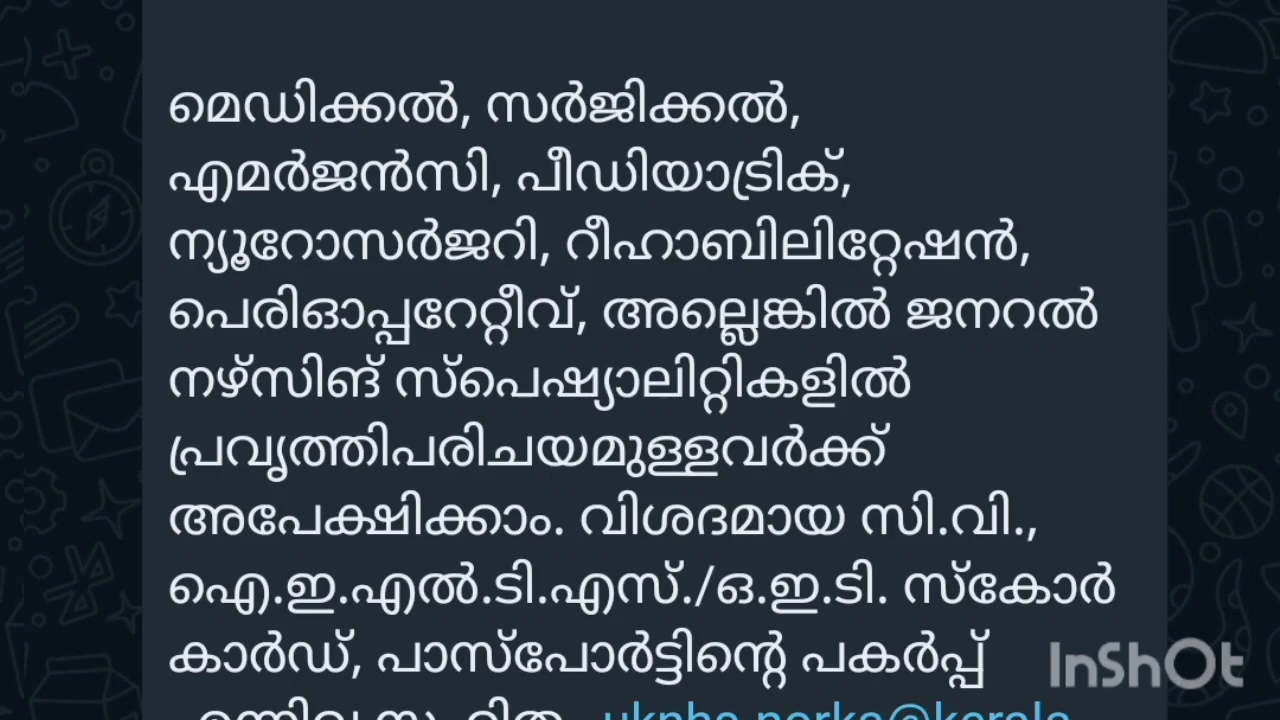 മെഡിക്കൽ, സർജിക്കൽ,
എമർജൻസി, പീഡിയാട്രിക്,
ന്യൂറോസർജറി, റീഹാബിലിറ്റേഷൻ,
പെരിഓപ്പറേറ്റീവ്, അല്ലെങ്കിൽ ജനറൽ
നഴ്സിങ് സ്പെഷ്യാലിറ്റികളിൽ
പ്രവൃത്തിപരിചയമുള്ളവർക്ക്
അപേക്ഷിക്കാം. വിശദമായ സി.വി.,
ഐ.ഇ.എൽ.ടി.എസ്./ഒ.ഇ.ടി. സ്കോർ
കാർഡ്, പാസ്പോർട്ടിന്റെ പകർപ്പ്
InShOt